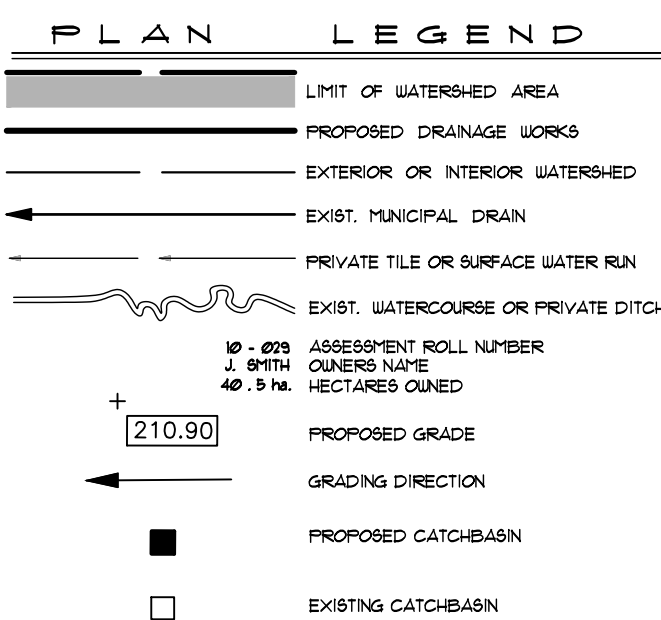 PLAN LEGEND
LIMIT OF WATERSHED AREA
PROPOSED DRAINAGE WORKS
EXTERIOR OR INTERIOR WATERSHED
EXIST. MUNICIPAL DRAIN
PRIVATE TILE OR SURFACE WATER RUN
EXIST. WATERCOURSE OR PRIVATE DITCH
10 - 029 ASSESSMENT ROLL NUMBER
J. SMITH OWNERS NAME
40.5 ha. HECTARES OWNED
210.90 PROPOSED GRADE
GRADING DIRECTION
PROPOSED CATCHBASIN
EXISTING CATCHBASIN